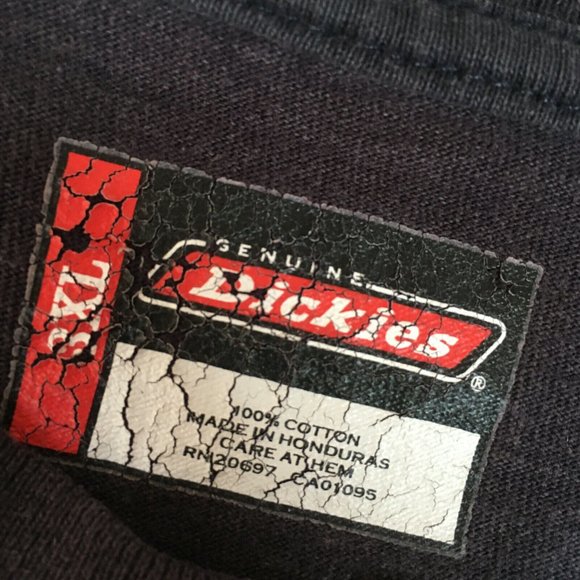 3XL
GENUINE
Dickies
®
100% COTTON
MADE IN HONDURAS
CARE AT HEM
RN 20697 CA01095